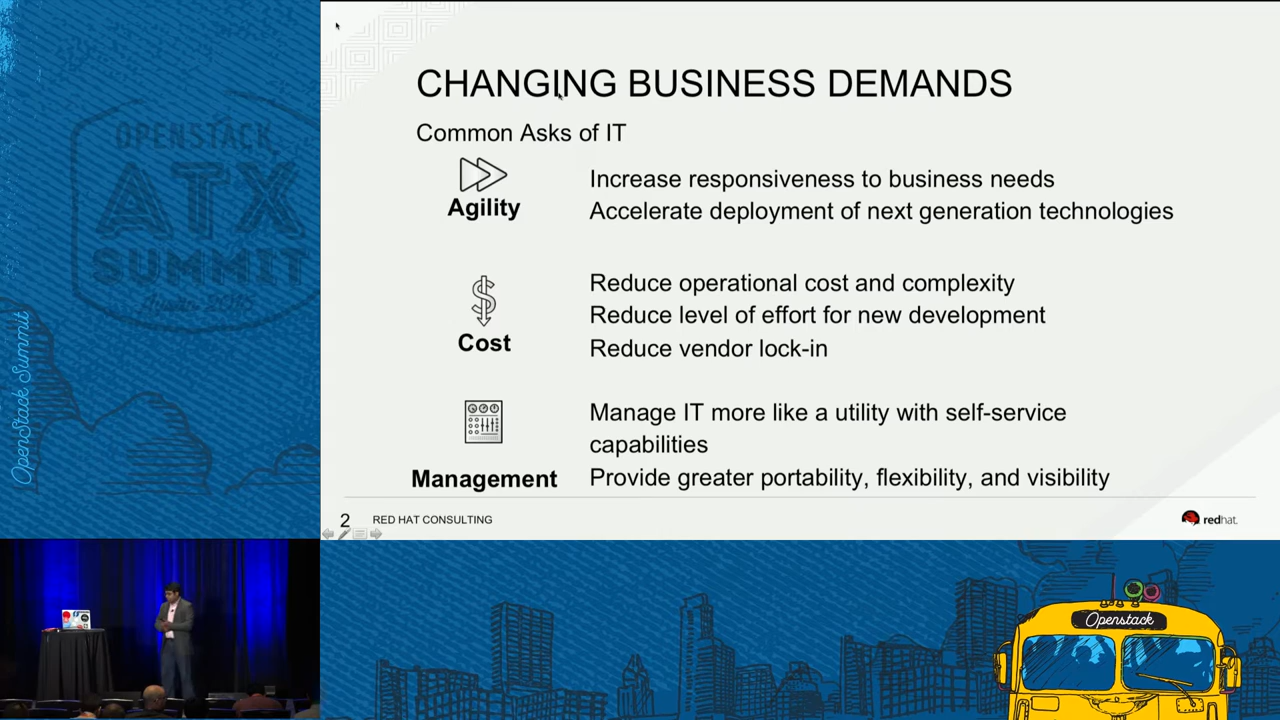 CHANGING BUSINESS DEMANDS
Common Asks of IT
Agility
Increase responsiveness to business needs
Accelerate deployment of next generation technologies
Cost
Reduce operational cost and complexity
Reduce level of effort for new development
Reduce vendor lock-in
Management
Manage IT more like a utility with self-service
capabilities
Provide greater portability, flexibility, and visibility
2
RED HAT CONSULTING
redhat.
OPENSTACK
ATX
SUMMIT
OpenStack Summit
Openstack